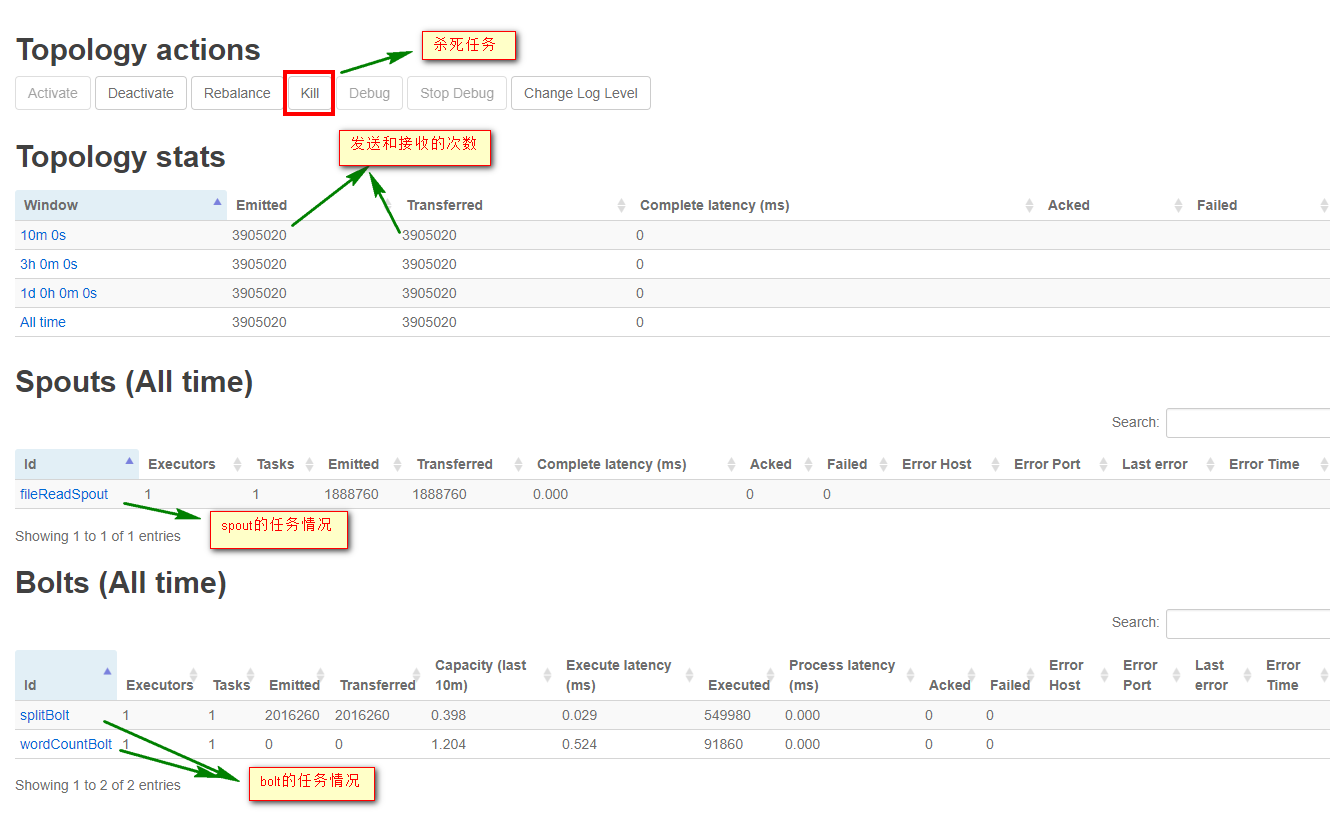 Topology actions
杀死任务
Activate Deactivate Rebalance Kill Debug Stop Debug Change Log Level
发送和接收的次数
Topology stats
Window Emitted Transferred Complete latency (ms) Acked Failed
10m 0s 3905020 3905020 0
3h 0m 0s 3905020 3905020 0
1d 0h 0m 0s 3905020 3905020 0
All time 3905020 3905020 0
Spouts (All time)
Search:
Id Executors Tasks Emitted Transferred Complete latency (ms) Acked Failed Error Host Error Port Last error Error Time
fileReadSpout 1 1 1888760 1888760 0.000 0 0
spout的任务情况
Showing 1 to 1 of 1 entries
Bolts (All time)
Search:
Id Executors Tasks Emitted Transferred Capacity (last 10m) Execute latency (ms) Executed Process latency (ms) Acked Failed Error Host Error Port Last error Error Time
splitBolt 1 1 2016260 2016260 0.398 0.029 549980 0.000 0 0
wordCountBolt 1 1 0 0 1.204 0.524 91860 0.000 0 0
bolt的任务情况
Showing 1 to 2 of 2 entries